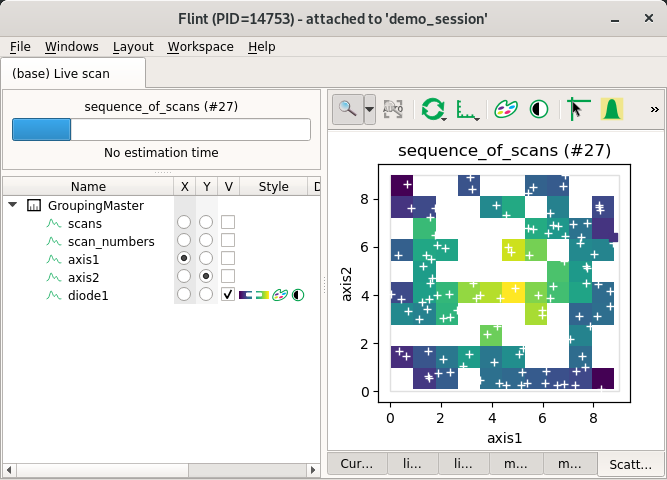 Flint (PID=14753) - attached to 'demo_session'
File Windows Layout Workspace Help
(base) Live scan
sequence_of_scans (#27)
No estimation time
Name X Y V Style D
GroupingMaster
scans
scan_numbers
axis1
axis2
diode1
AUTO
»
sequence_of_scans (#27)
axis2
8
6
4
2
0
0 2 4 6 8
axis1
Cur... li... li... m... m... Scatt...